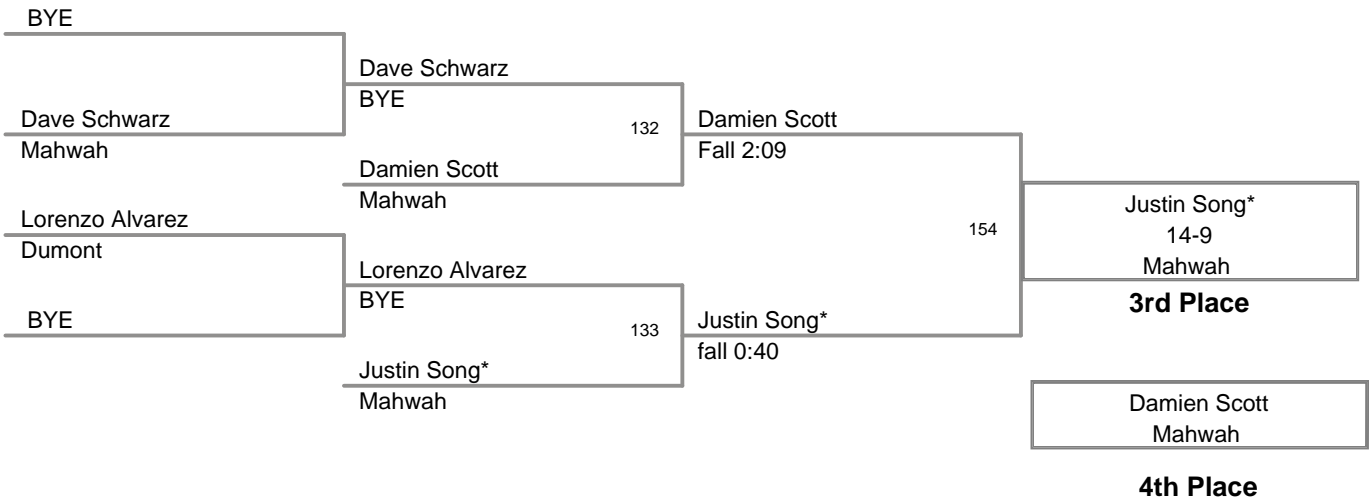 BYE
Dave Schwarz
BYE
Dave Schwarz
Mahwah
132
Damien Scott
Fall 2:09
Damien Scott
Mahwah
Lorenzo Alvarez
Dumont
154
Justin Song*
14-9
Mahwah
3rd Place
Lorenzo Alvarez
BYE
BYE
133
Justin Song*
fall 0:40
Justin Song*
Mahwah
Damien Scott
Mahwah
4th Place